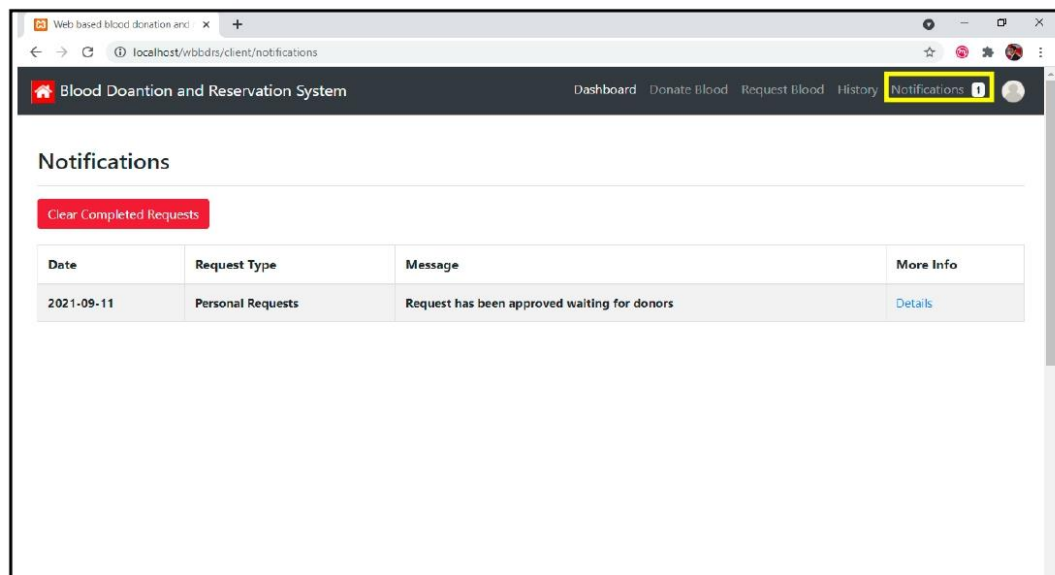 Web based blood donation and
localhost/wbbdrs/client/notifications
Blood Doantion and Reservation System Dashboard Donate Blood Request Blood History Notifications 1
Notifications
Clear Completed Requests
Date Request Type Message More Info
2021-09-11 Personal Requests Request has been approved waiting for donors Details